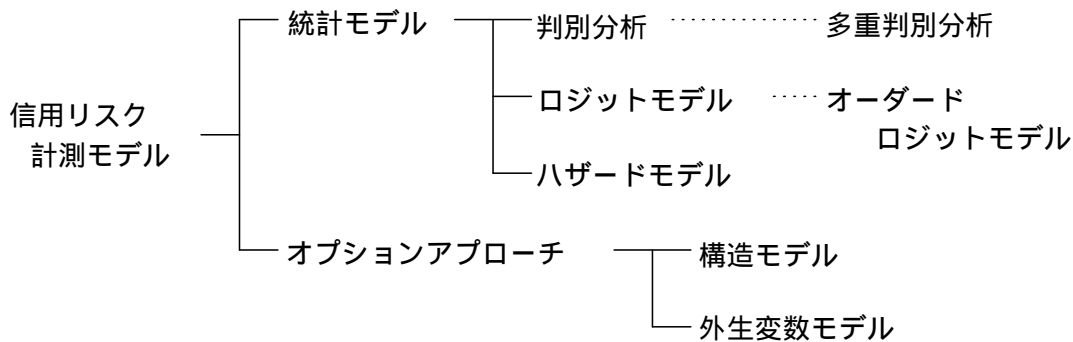 統計モデル
判別分析
多重判別分析
ロジットモデル
オーダード
ロジットモデル
信用リスク
計測モデル
ハザードモデル
オプションアプローチ
構造モデル
外生変数モデル